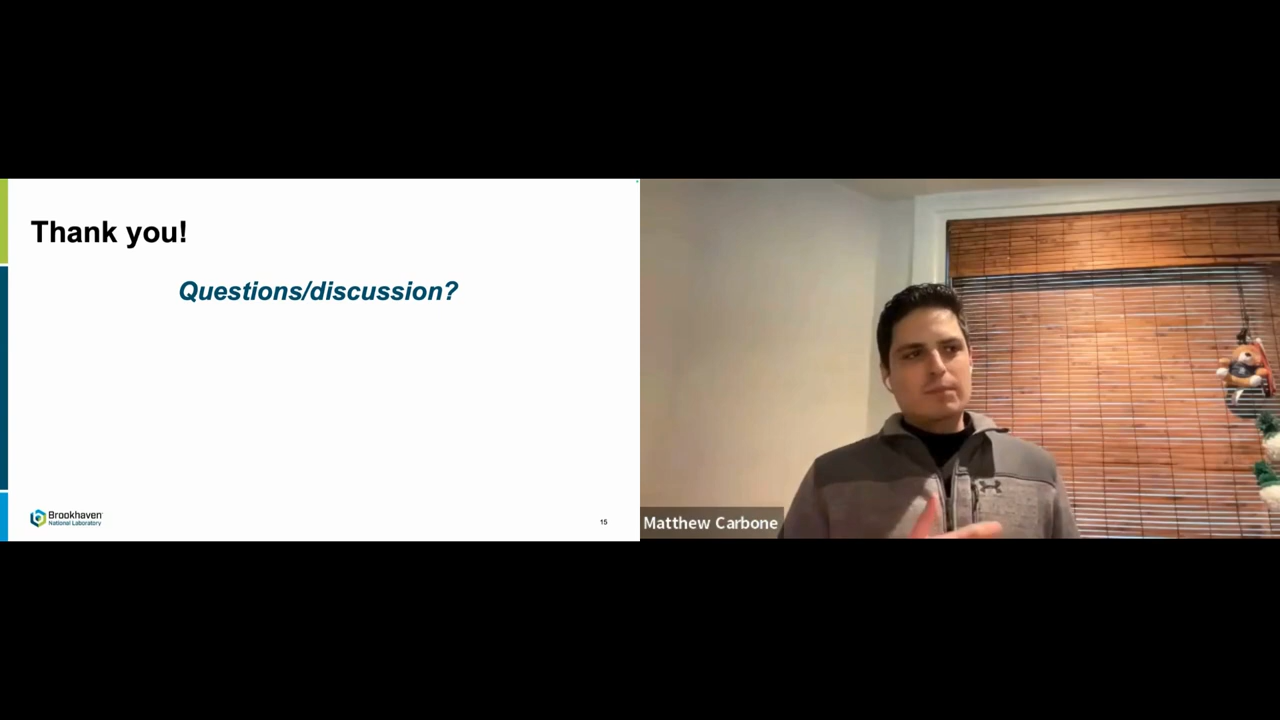 Thank you!
Questions/discussion?
Brookhaven
National Laboratory
15
Matthew Carbone